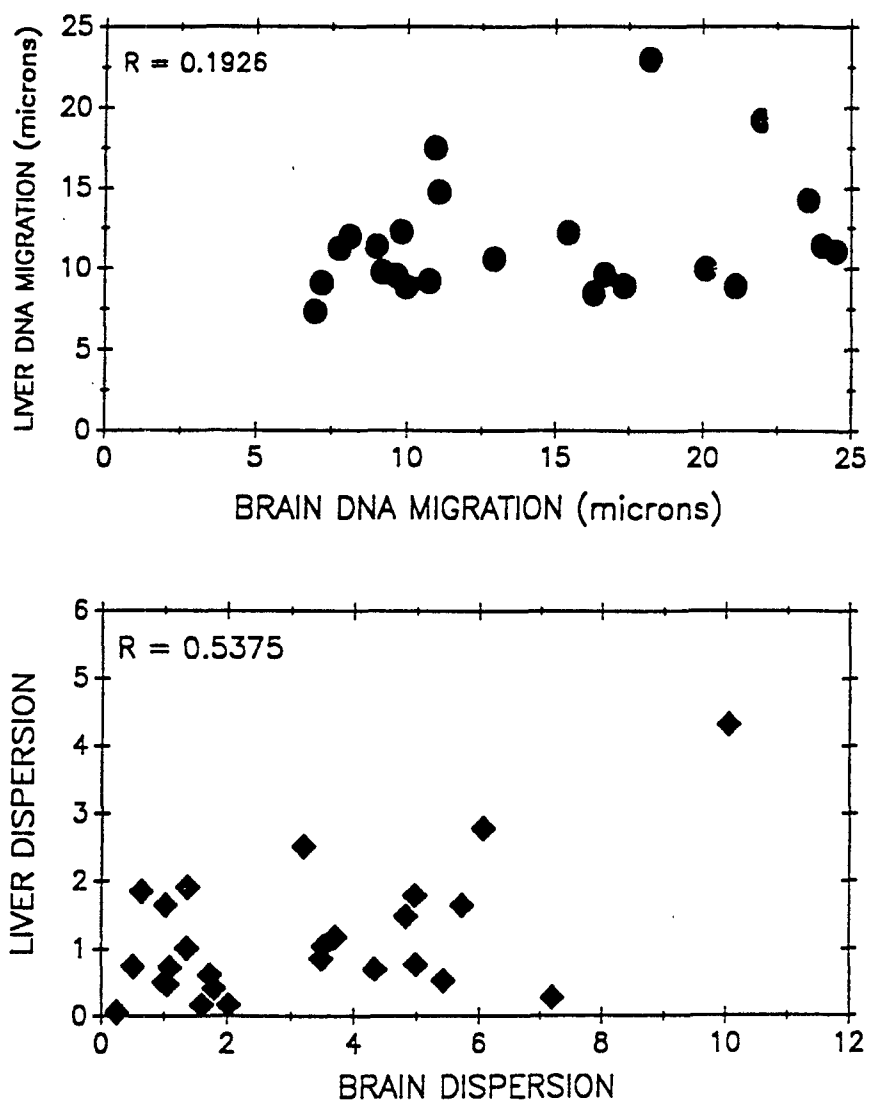 25
20
15
10
5
0
LIVER DNA MIGRATION (microns)
R = 0.1926
0 5 10 15 20 25
BRAIN DNA MIGRATION (microns)
6
5
4
3
2
1
0
LIVER DISPERSION
R = 0.5375
0 2 4 6 8 10 12
BRAIN DISPERSION